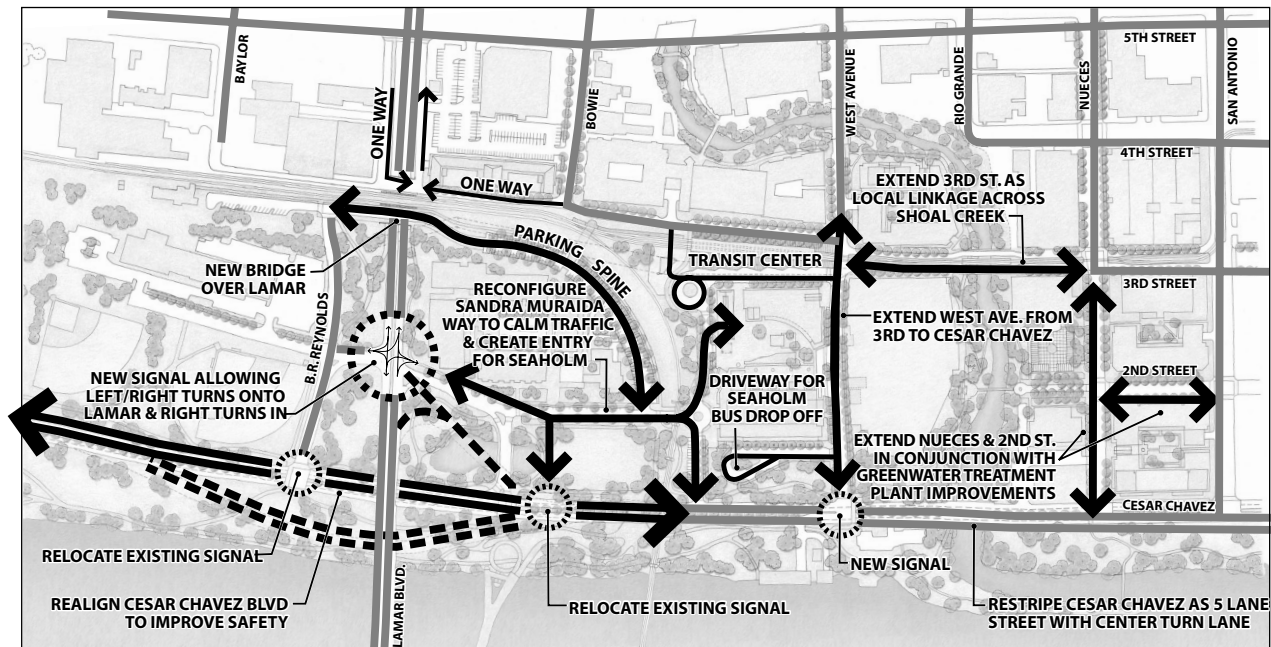 5TH STREET
BAYLOR
ONE WAY
BOWIE
WEST AVENUE
RIO GRANDE
NUECES
SAN ANTONIO
4TH STREET
ONE WAY
EXTEND 3RD ST. AS
LOCAL LINKAGE ACROSS
SHOAL CREEK
PARKING SPINE
TRANSIT CENTER
NEW BRIDGE
OVER LAMAR
RECONFIGURE
SANDRA MURAIDA
WAY TO CALM TRAFFIC
& CREATE ENTRY
FOR SEAHOLM
3RD STREET
EXTEND WEST AVE. FROM
3RD TO CESAR CHAVEZ
B.R. REYNOLDS
NEW SIGNAL ALLOWING
LEFT/RIGHT TURNS ONTO
LAMAR & RIGHT TURNS IN
DRIVEWAY FOR
SEAHOLM
BUS DROP OFF
2ND STREET
EXTEND NUECES & 2ND ST.
IN CONJUNCTION WITH
GREENWATER TREATMENT
PLANT IMPROVEMENTS
CESAR CHAVEZ
RELOCATE EXISTING SIGNAL
NEW SIGNAL
REALIGN CESAR CHAVEZ BLVD
TO IMPROVE SAFETY
LAMAR BLVD.
RELOCATE EXISTING SIGNAL
RESTRIPE CESAR CHAVEZ AS 5 LANE
STREET WITH CENTER TURN LANE